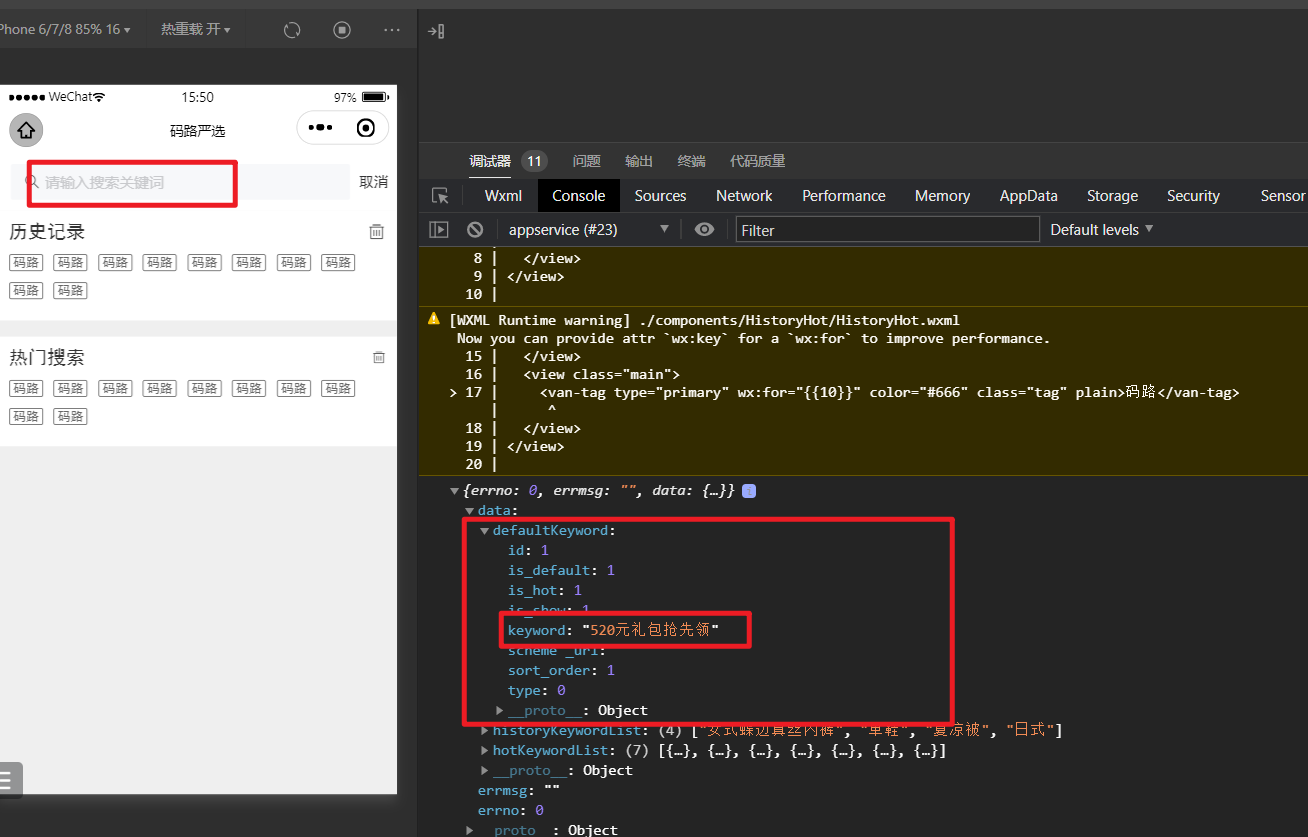 Phone 6/7/8 85% 16
热重载 开
WeChat
15:50
97%
码路严选
请输入搜索关键词
取消
历史记录
码路 码路 码路 码路 码路 码路 码路 码路
码路 码路
热门搜索
码路 码路 码路 码路 码路 码路 码路 码路
码路 码路
调试器 11 问题 输出 终端 代码质量
Wxml Console Sources Network Performance Memory AppData Storage Security Sensor
appservice (#23) Filter Default levels
8 | </view>
9 | </view>
10 |
[WXML Runtime warning] ./components/HistoryHot/HistoryHot.wxml
Now you can provide attr `wx:key` for a `wx:for` to improve performance.
15 | </view>
16 | <view class="main">
> 17 | <van-tag type="primary" wx:for="{{10}}" color="#666" class="tag" plain>码路</van-tag>
| ^
18 | </view>
19 | </view>
20 |
{errno: 0, errmsg: "", data: {…}} i
data:
defaultKeyword:
id: 1
is_default: 1
is_hot: 1
is_show: 1
keyword: "520元礼包抢先领"
scheme _url:
sort_order: 1
type: 0
__proto__: Object
historyKeywordList: (4) ["女式蝶边真丝内裤", "单鞋", "夏凉被", "日式"]
hotKeywordList: (7) [{…}, {…}, {…}, {…}, {…}, {…}, {…}]
__proto__: Object
errmsg: ""
errno: 0
__proto__: Object